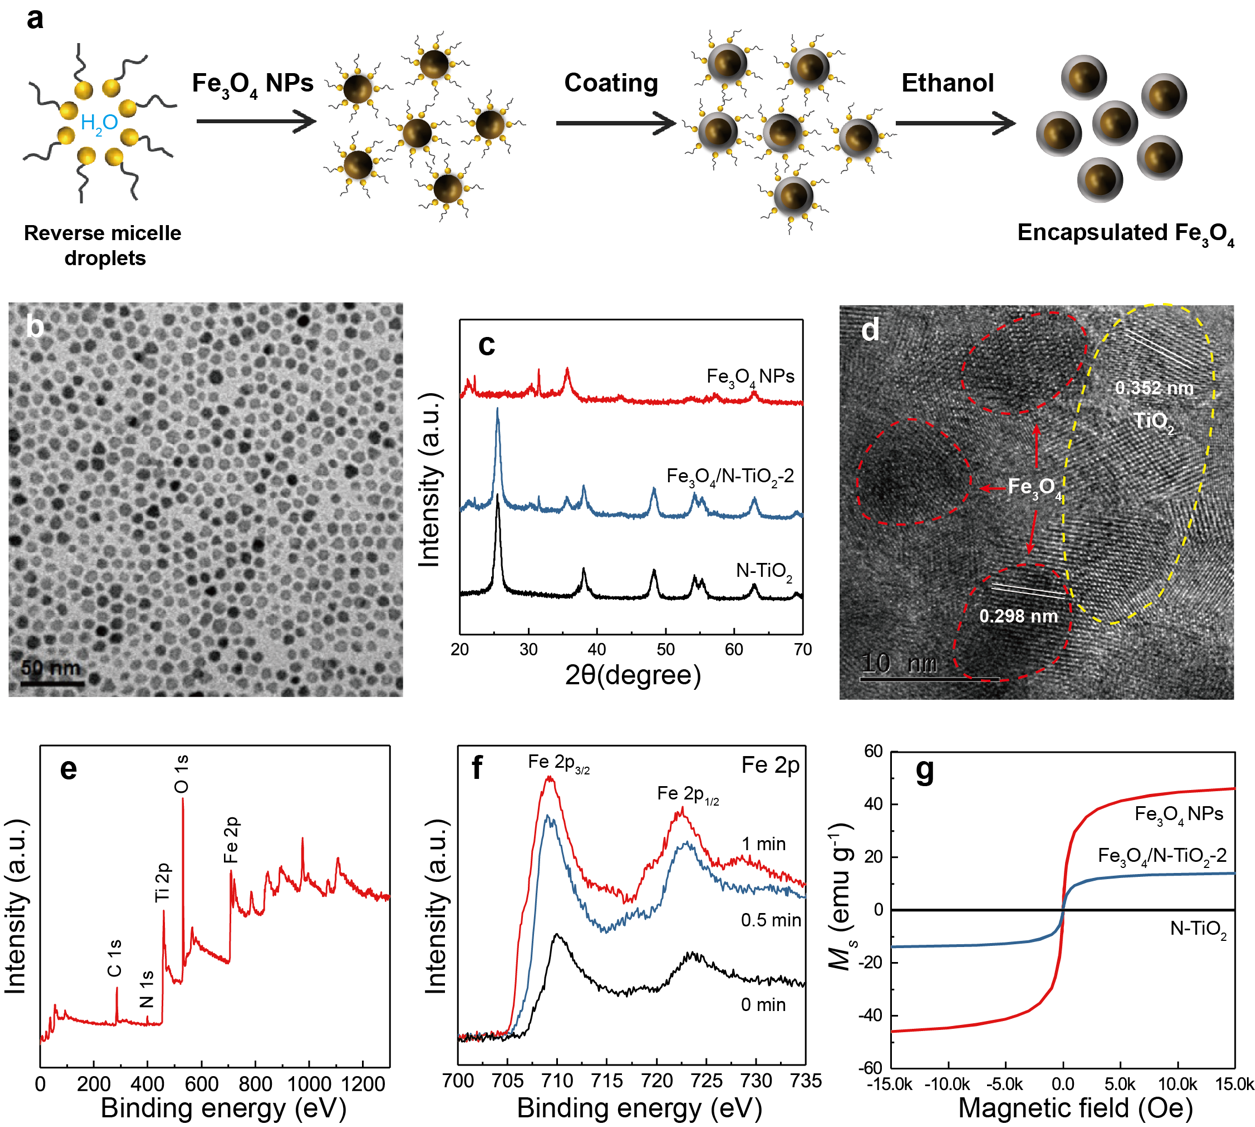 a
H₂O
Fe₃O₄ NPs
Coating
Ethanol
Reverse micelle
droplets
Encapsulated Fe₃O₄
b
50 nm
c
Fe₃O₄ NPs
Fe₃O₄/N-TiO₂-2
N-TiO₂
Intensity (a.u.)
20 30 40 50 60 70
2θ(degree)
d
0.352 nm
TiO₂
Fe₃O₄
0.298 nm
10 nm
e
O 1s
Fe 2p
Ti 2p
C 1s
N 1s
Intensity (a.u.)
0 200 400 600 800 1000 1200
Binding energy (eV)
f
Fe 2p₃/₂
Fe 2p
Fe 2p₁/₂
1 min
0.5 min
0 min
Intensity (a.u.)
700 705 710 715 720 725 730 735
Binding energy (eV)
g
60
40
20
0
-20
-40
-60
Mₛ (emu g⁻¹)
Fe₃O₄ NPs
Fe₃O₄/N-TiO₂-2
N-TiO₂
-15.0k -10.0k -5.0k 0.0 5.0k 10.0k 15.0k
Magnetic field (Oe)